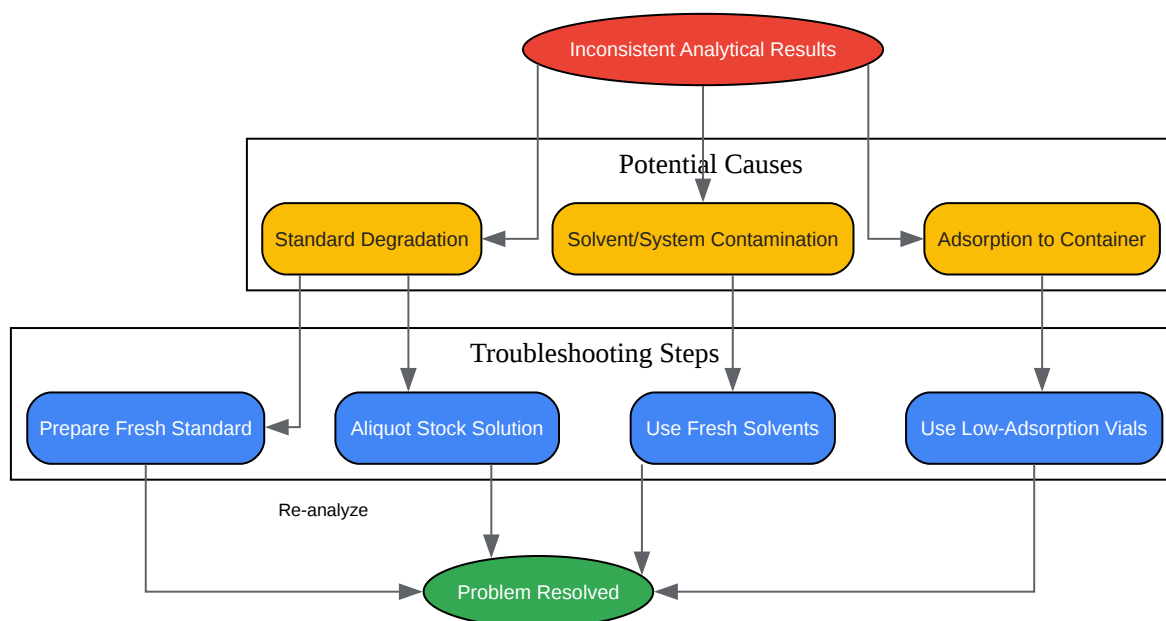 Inconsistent Analytical Results
Potential Causes
Standard Degradation
Solvent/System Contamination
Adsorption to Container
Troubleshooting Steps
Prepare Fresh Standard
Aliquot Stock Solution
Use Fresh Solvents
Use Low-Adsorption Vials
Re-analyze
Problem Resolved